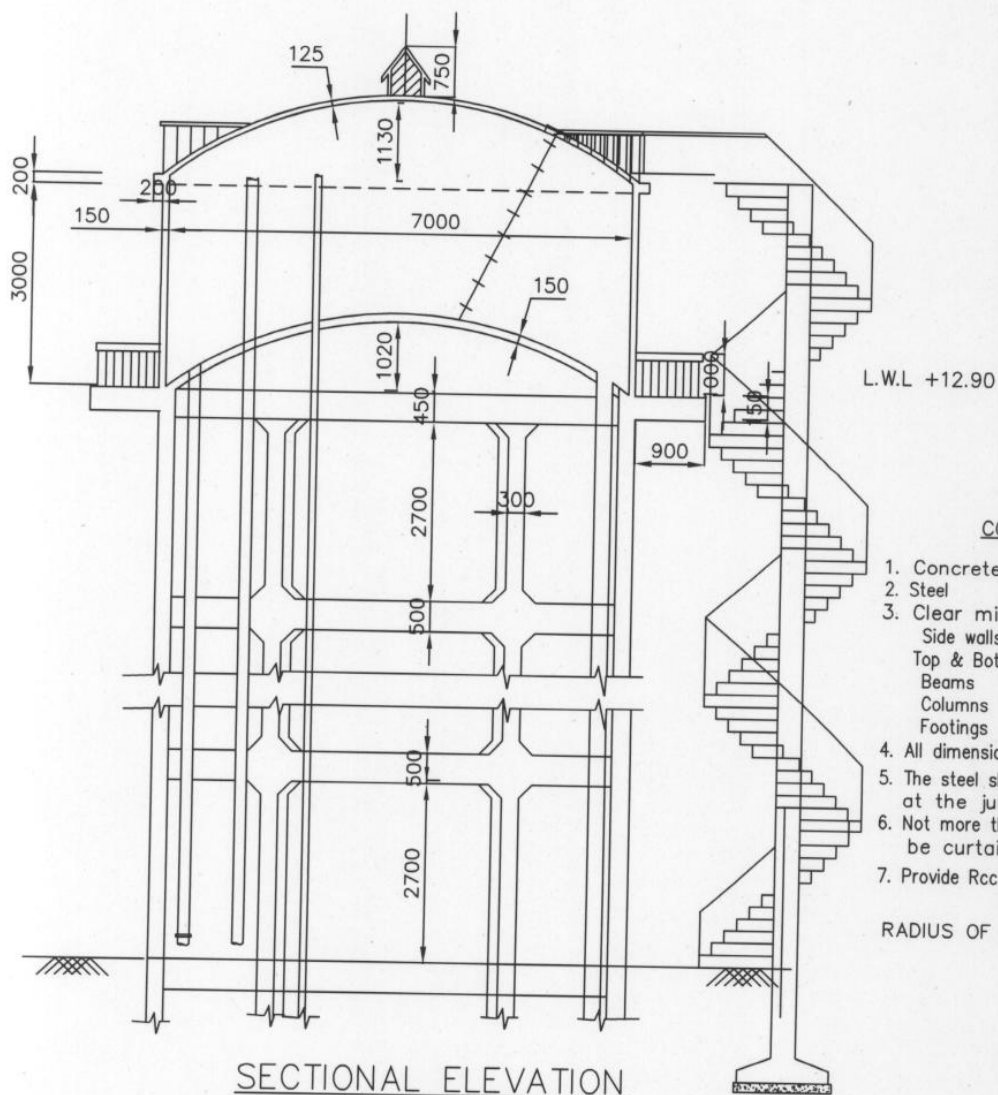 125
750
1130
200
200
150
7000
3000
150
1020
450
1000
150
L.W.L +12.90
900
2700
300
500
1. Concrete
2. Steel
3. Clear mi
Side walls
Top & Bot
Beams
Columns
Footings
500
4. All dimensio
5. The steel s
at the ju
6. Not more th
be curtai
2700
7. Provide Rcc
RADIUS OF
SECTIONAL ELEVATION